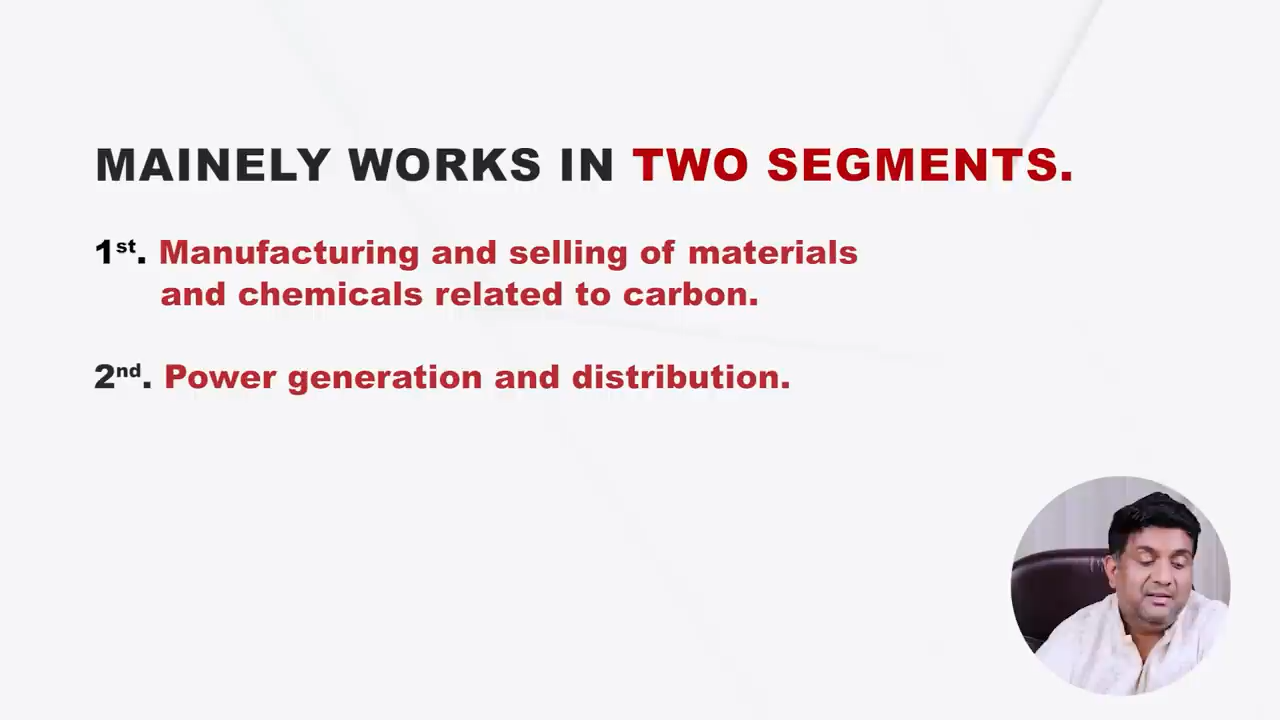 MAINELY WORKS IN TWO SEGMENTS.
1st. Manufacturing and selling of materials
and chemicals related to carbon.
2nd. Power generation and distribution.